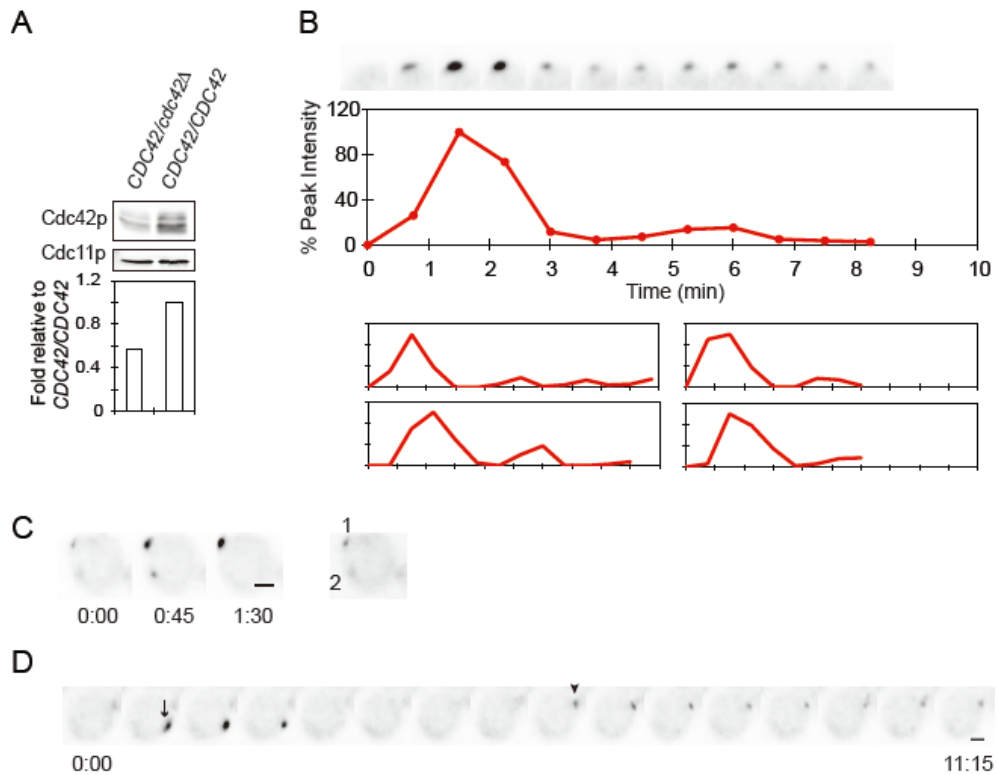 A
CDC42/cdc42Δ
CDC42/CDC42
Cdc42p
Cdc11p
Fold relative to
CDC42/CDC42
1.2
0.8
0.4
0
B
% Peak Intensity
120
80
40
0
0 1 2 3 4 5 6 7 8 9 10
Time (min)
C
0:00 0:45 1:30
1
2
D
0:00 11:15